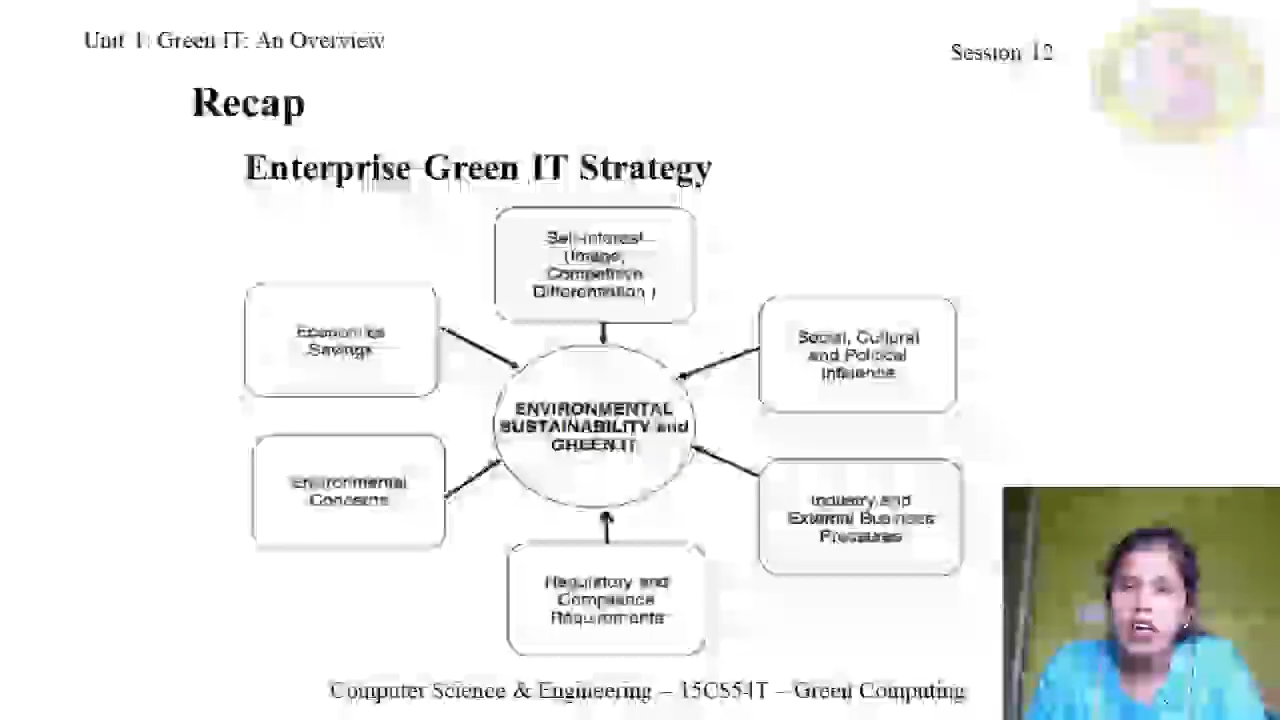 Unit 1: Green IT: An Overview
Session 12
Recap
Enterprise Green IT Strategy
Self-interest
(Image,
Competitive
Differentiation )
Economics
Savings
Social, Cultural
and Political
Influence
ENVIRONMENTAL
SUSTAINABILITY and
GREEN IT
Environmental
Concerns
Industry and
External Business
Pressures
Regulatory and
Compliance
Requirements
Computer Science & Engineering – 15CS54T – Green Computing